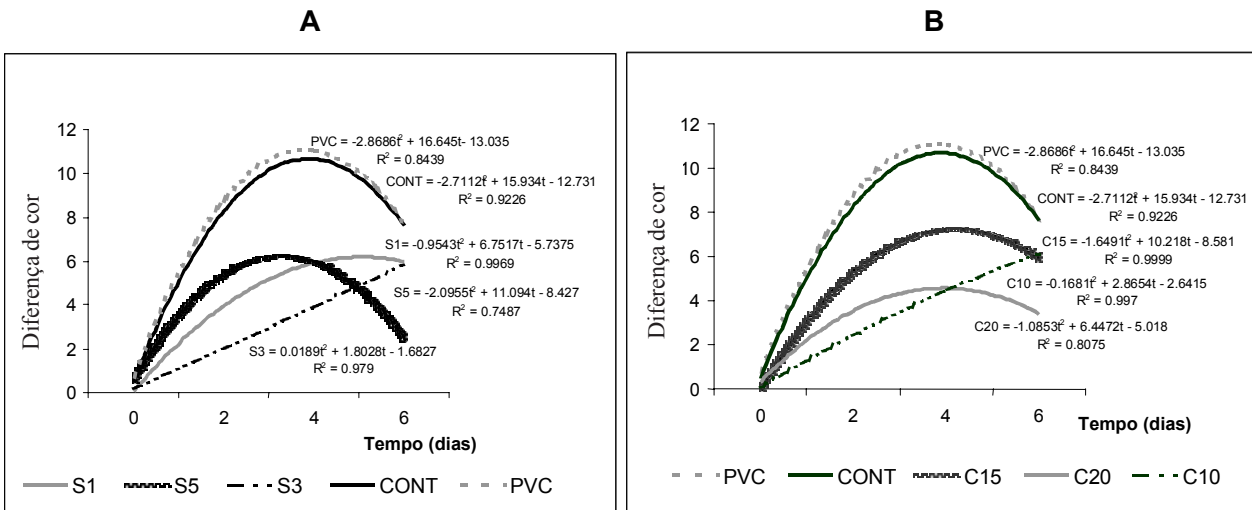 A
Diferença de cor
12
10
8
6
4
2
0
PVC = -2.8686t² + 16.645t- 13.035
R² = 0.8439
CONT = -2.7112t² + 15.934t - 12.731
R² = 0.9226
S1= -0.9543t² + 6.7517t - 5.7375
R² = 0.9969
S5 = -2.0955t² + 11.094t - 8.427
R² = 0.7487
S3 = 0.0189t² + 1.8028t - 1.6827
R² = 0.979
0 2 4 6
Tempo (dias)
S1 S5 S3 CONT PVC
B
Diferença de cor
12
10
8
6
4
2
0
PVC = -2.8686t² + 16.645t - 13.035
R² = 0.8439
CONT = -2.7112t² + 15.934t - 12.731
R² = 0.9226
C15 = -1.6491t² + 10.218t - 8.581
R² = 0.9999
C10 = -0.1681t² + 2.8654t - 2.6415
R² = 0.997
C20 = -1.0853t² + 6.4472t - 5.018
R² = 0.8075
0 2 4 6
Tempo (dias)
PVC CONT C15 C20 C10